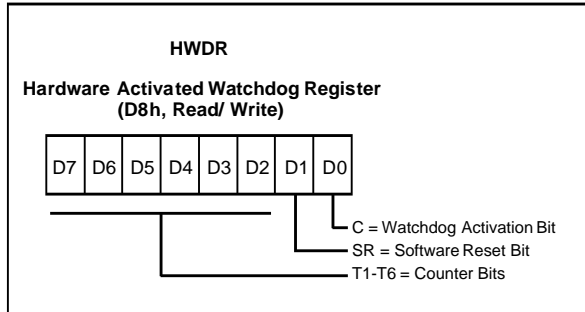 HWDR
Hardware Activated Watchdog Register
(D8h, Read/ Write)
D7 D6 D5 D4 D3 D2 D1 D0
C = Watchdog Activation Bit
SR = Software Reset Bit
T1-T6 = Counter Bits